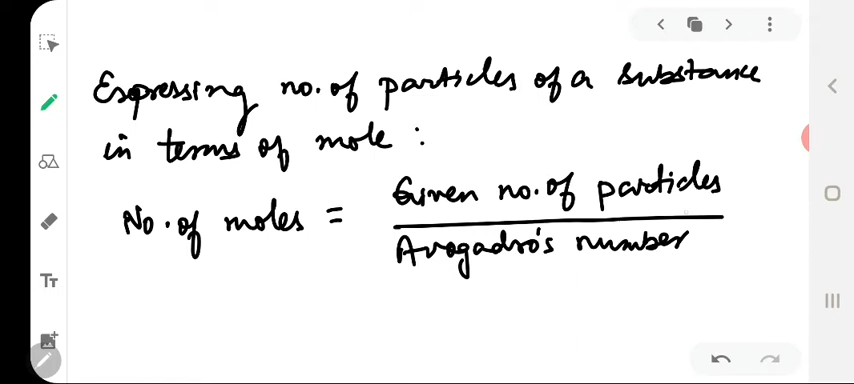 Expressing no. of particles of a substance
in terms of mole :
No. of moles = Given no. of particles
Avogadro's number
Tт